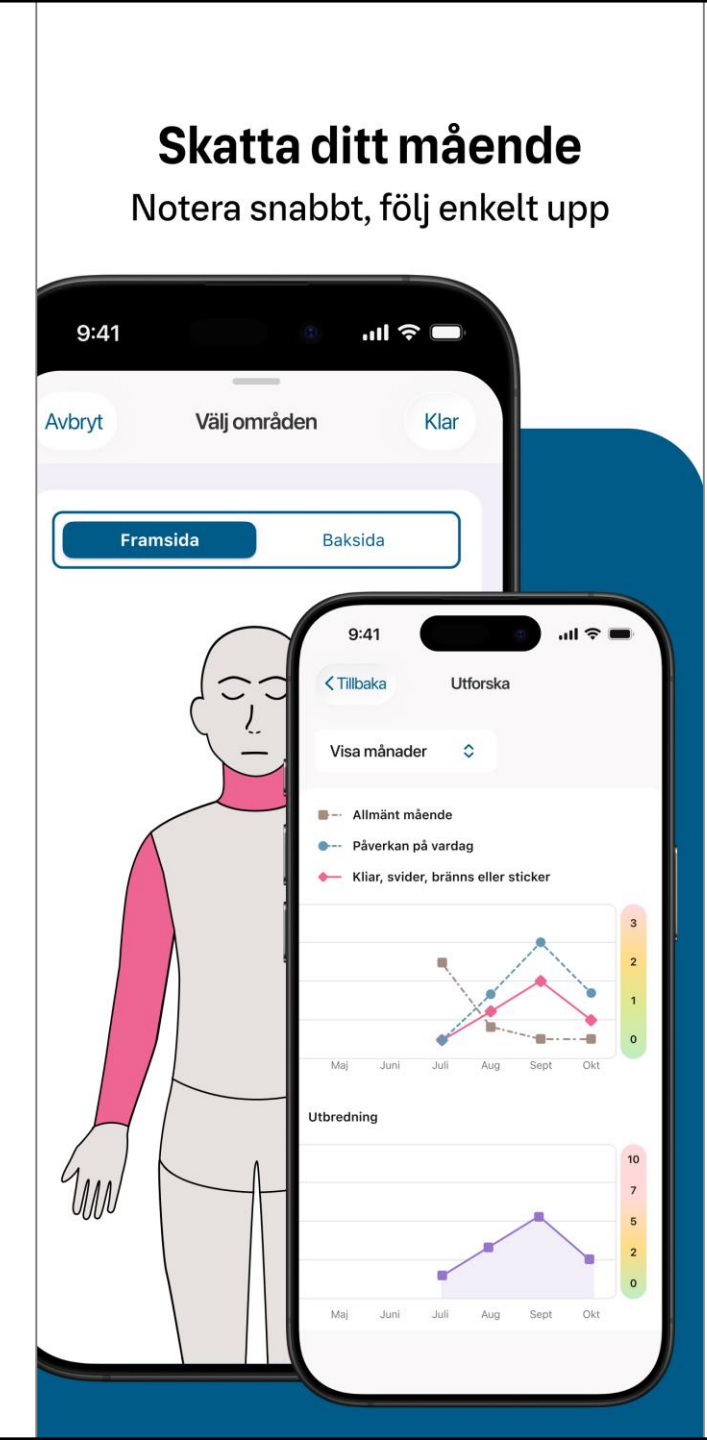 Skatta ditt mående
Notera snabbt, följ enkelt upp
9:41
Avbryt
Välj områden
Klar
Framsida
Baksida
9:41
Tillbaka
Utforska
Visa månader
Allmänt mående
Påverkan på vardag
Kliar, svider, bränns eller sticker
3
2
1
0
Maj Juni Juli Aug Sept Okt
Utbredning
10
7
5
2
0
Maj Juni Juli Aug Sept Okt